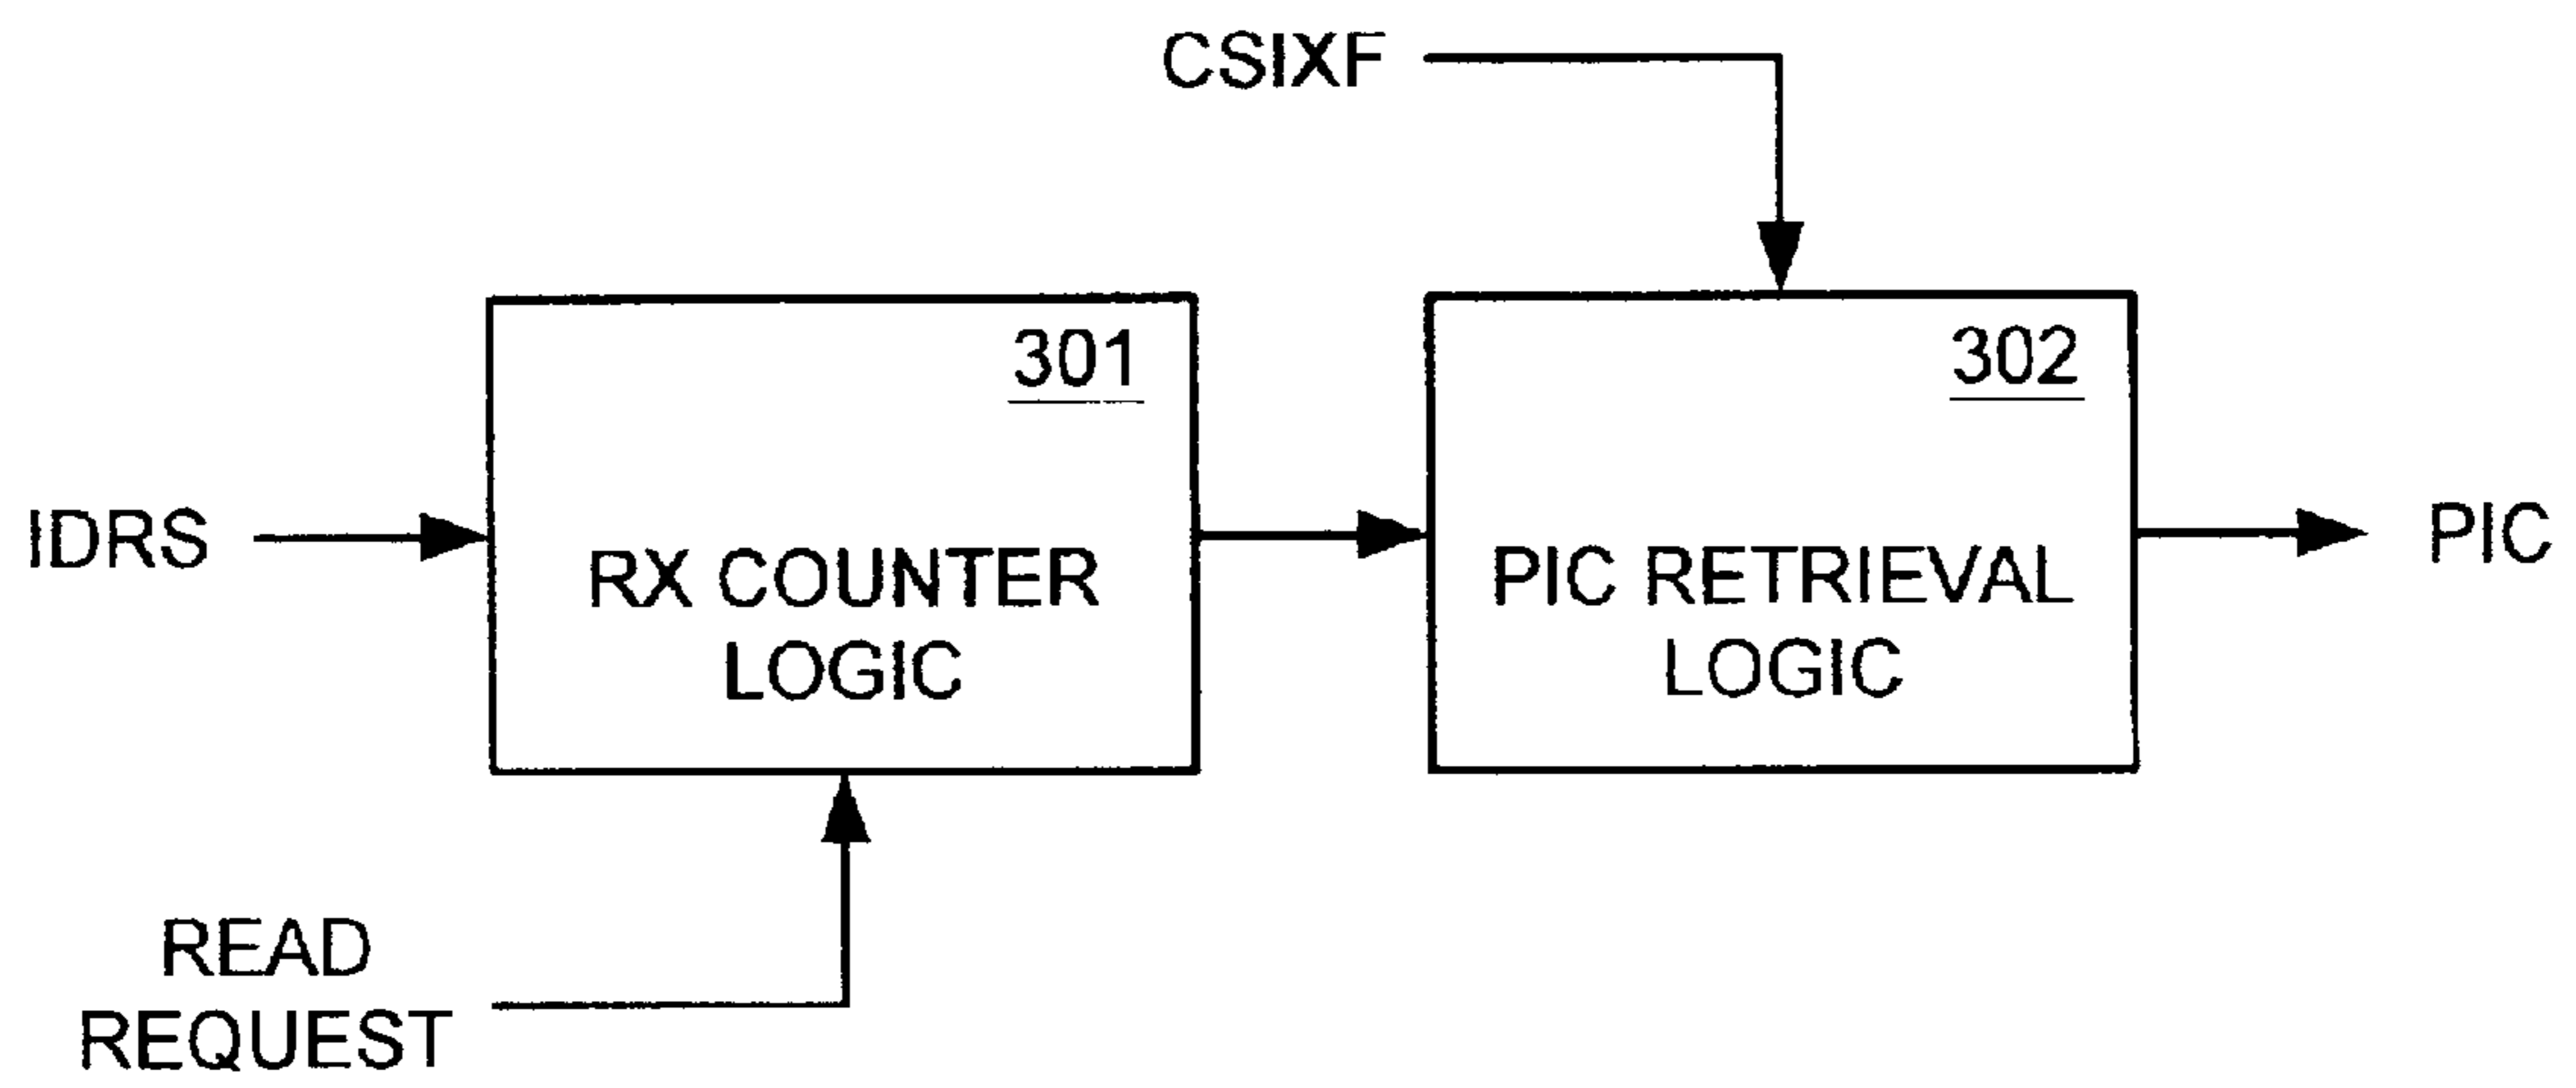 CSIXF
301
302
IDRS
RX COUNTER
LOGIC
PIC RETRIEVAL
LOGIC
PIC
READ
REQUEST